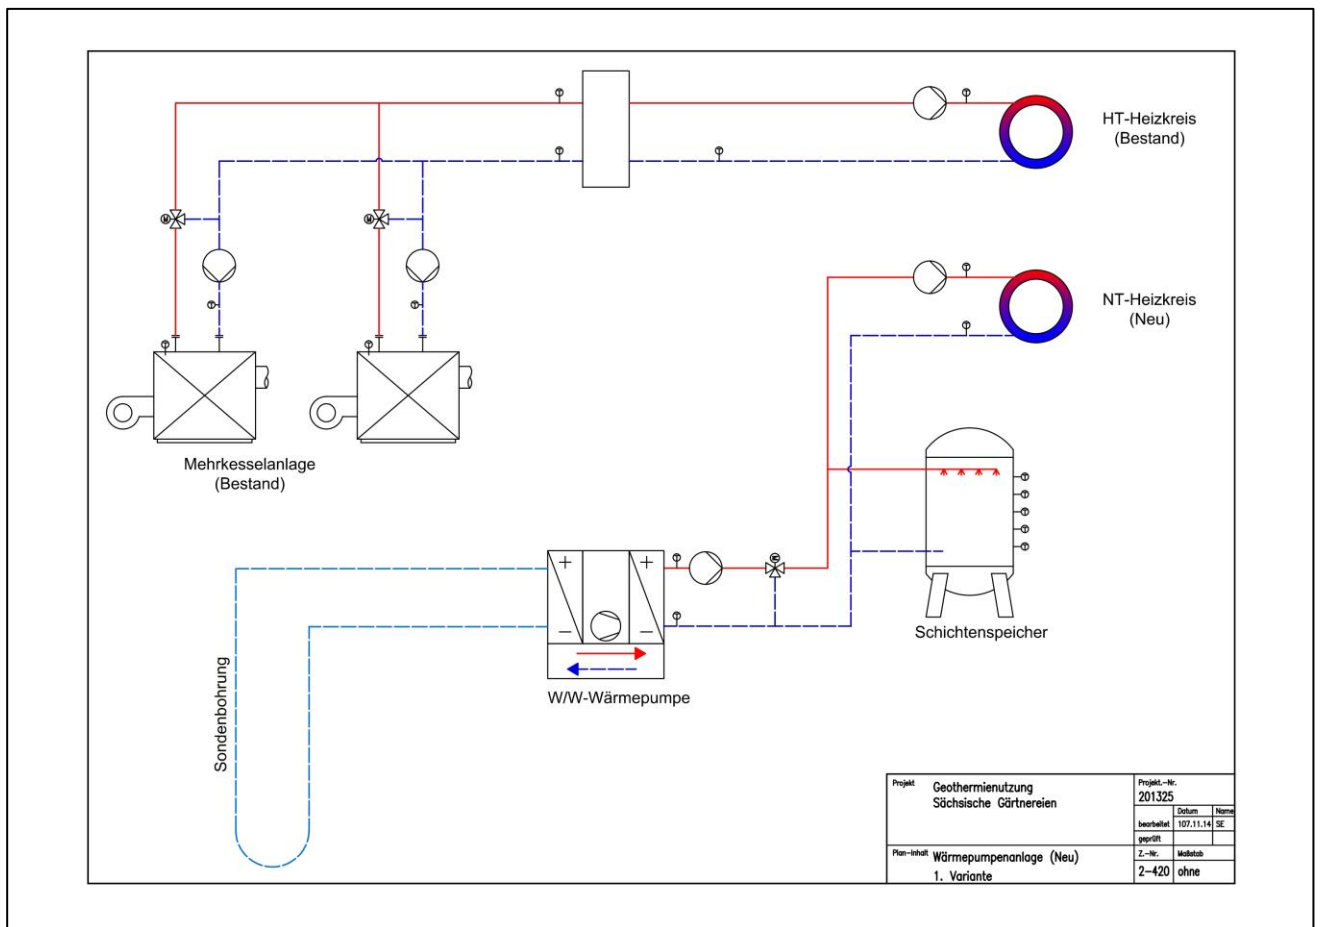 HT-Heizkreis
(Bestand)
NT-Heizkreis
(Neu)
Mehrkesselanlage
(Bestand)
Schichtenspeicher
W/W-Wärmepumpe
Sondenbohrung
Projekt
Geothermienutzung
Sächsische Gärtnereien
Projekt.-Nr.
201325
Datum Name
bearbeitet 107.11.14 SE
geprüft
Plan-Inhalt
Wärmepumpenanlage (Neu)
1. Variante
Z.-Nr. Maßstab
2-420 ohne